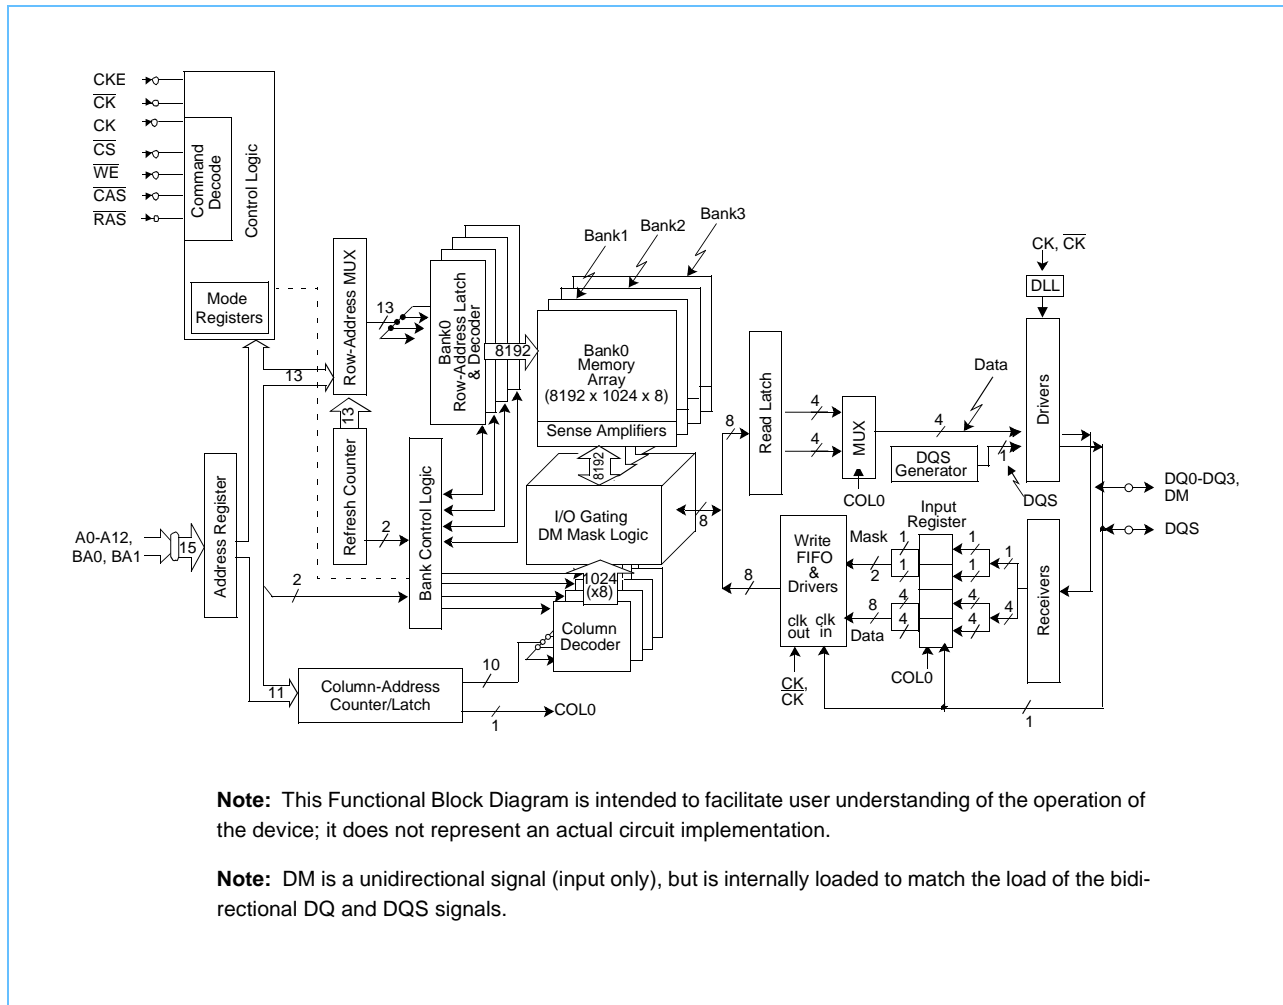 CKE
CK
CK
CS
WE
CAS
RAS
Command
Decode
Control Logic
Mode
Registers
Row-Address MUX
13
13
13
Refresh Counter
2
Bank0
Row-Address Latch
& Decoder
8192
Bank1
Bank2
Bank3
Bank0
Memory
Array
(8192 x 1024 x 8)
Sense Amplifiers
8192
I/O Gating
DM Mask Logic
Bank Control Logic
A0-A12,
BA0, BA1
15
Address Register
2
1024
(x8)
Column
Decoder
11
Column-Address
Counter/Latch
10
1
COL0
8
8
8
Read Latch
4
4
MUX
COL0
4
Data
DQS
Generator
1
DQS
CK, CK
DLL
Drivers
DQ0-DQ3,
DM
DQS
Input
Register
Write
FIFO
&
Drivers
clk
out
clk
in
Mask
2
8
Data
1
1
4
4
1
1
4
4
1
4
Receivers
COL0
CK,
CK
1
Note: This Functional Block Diagram is intended to facilitate user understanding of the operation of
the device; it does not represent an actual circuit implementation.
Note: DM is a unidirectional signal (input only), but is internally loaded to match the load of the bidi-
rectional DQ and DQS signals.